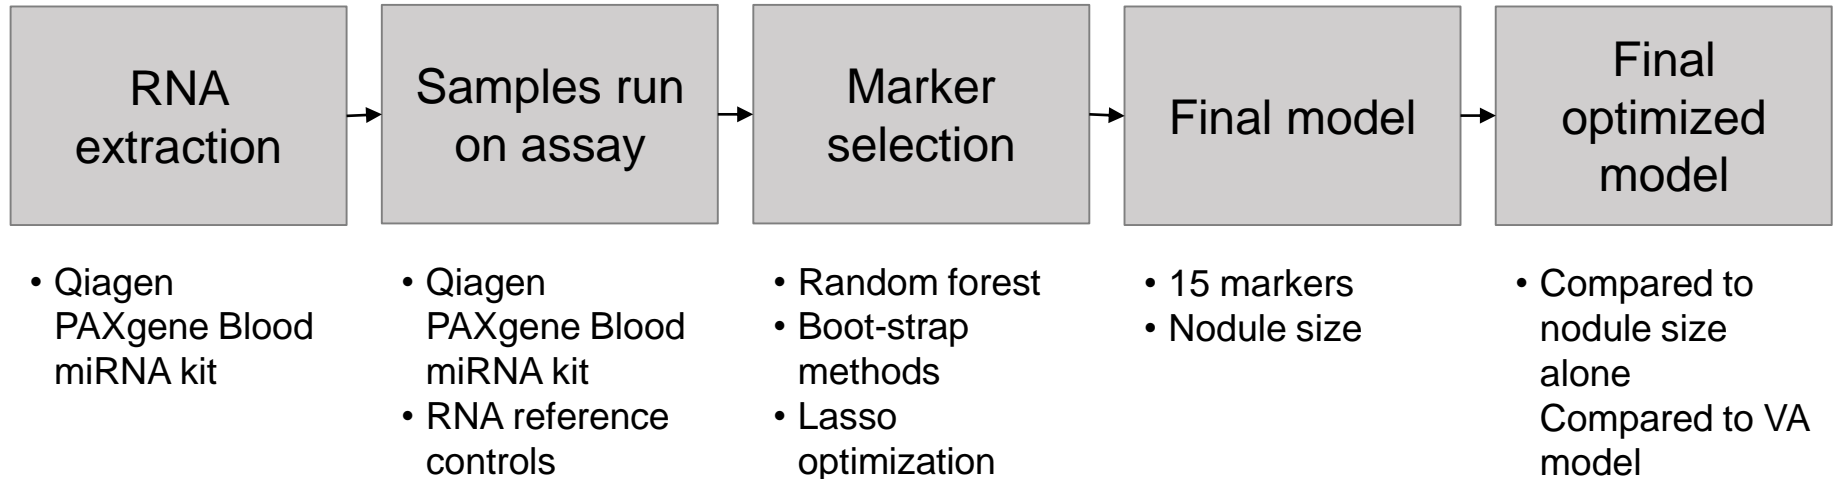 RNA
extraction
Samples run
on assay
Marker
selection
Final model
Final
optimized
model
• Qiagen
PAXgene Blood
miRNA kit
• Qiagen
PAXgene Blood
miRNA kit
• RNA reference
controls
• Random forest
• Boot-strap
methods
• Lasso
optimization
• 15 markers
• Nodule size
• Compared to
nodule size
alone
Compared to VA
model